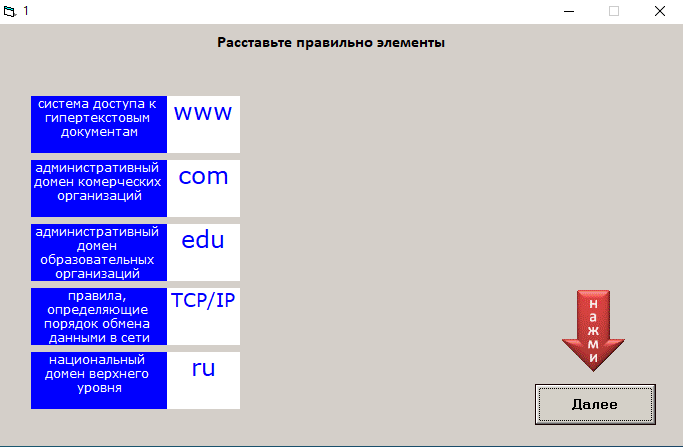 1
Расставьте правильно элементы
система доступа к
гипертекстовым
документам
www
административный
домен комерческих
организаций
com
административный
домен
образовательных
организаций
edu
правила,
определяющие
порядок обмена
данными в сети
TCP/IP
национальный
домен верхнего
уровня
ru
нажми
Далее